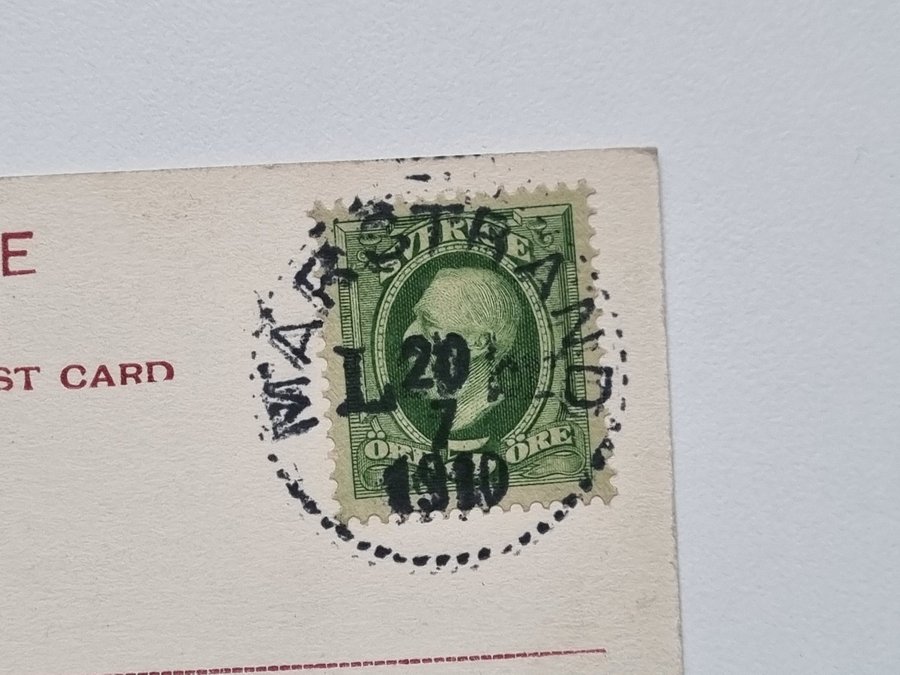 MARSTRAND
SVERIGE
E
ST CARD
L 20
7
ÖRE ÖRE
1910